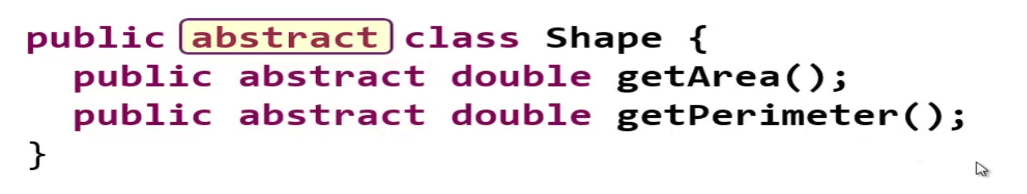 public abstract class Shape {
public abstract double getArea();
public abstract double getPerimeter();
}